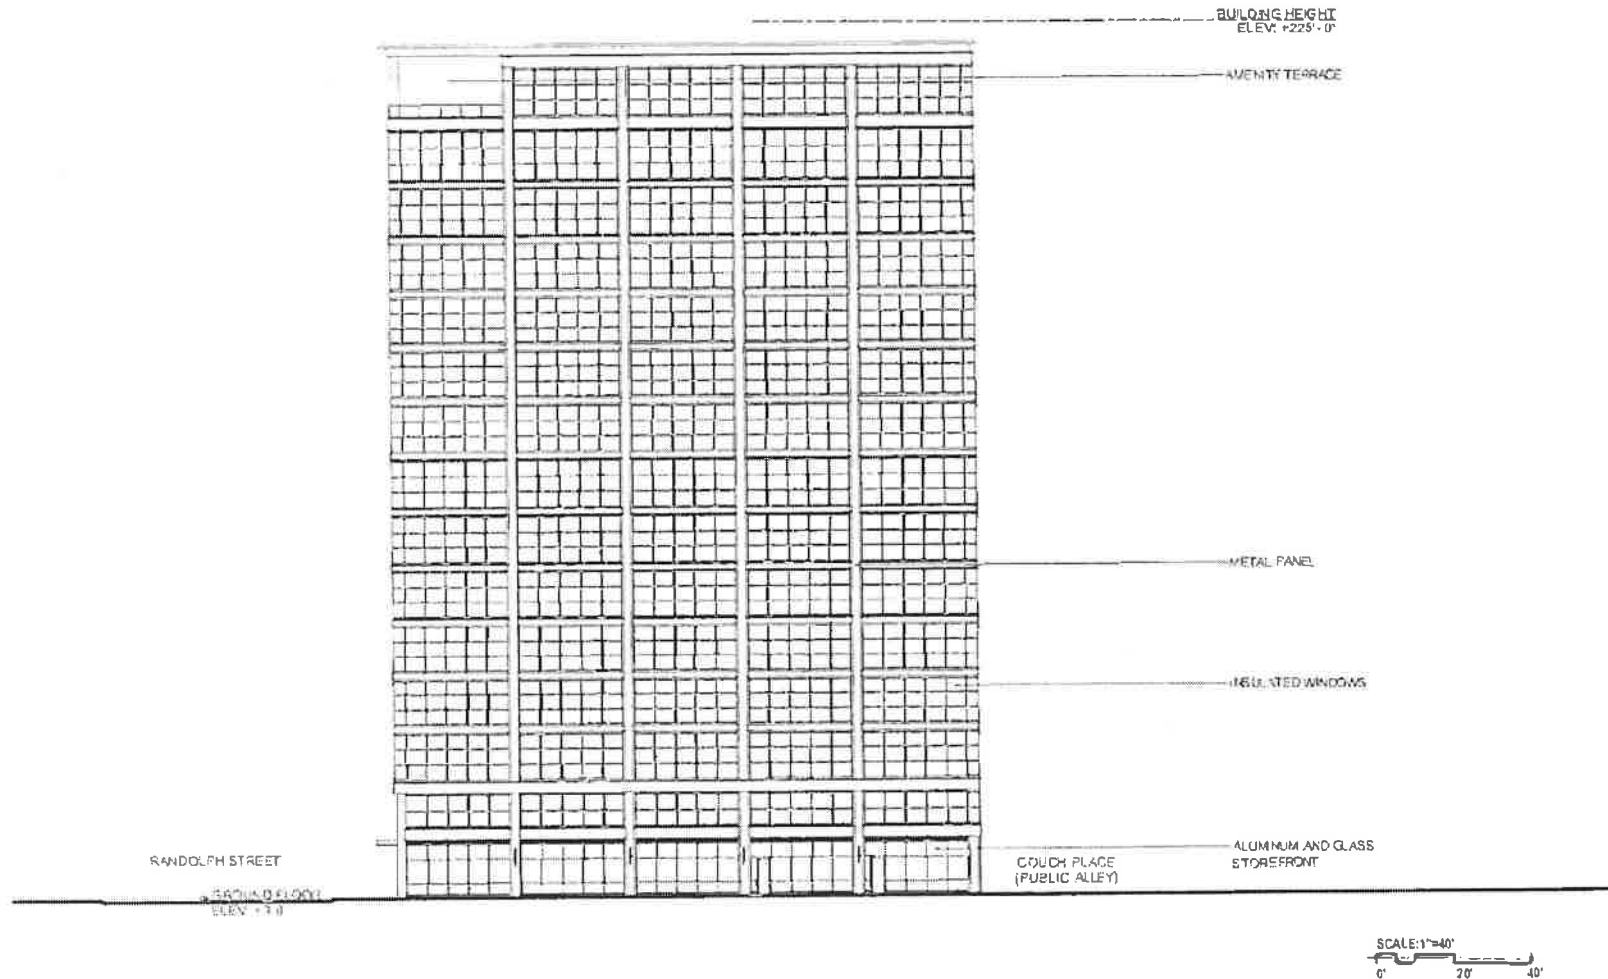 BUILDING HEIGHT
ELEV: +225'-0"
AMENITY TERRACE
METAL PANEL
INSULATED WINDOWS
ALUMINUM AND GLASS
STOREFRONT
RANDOLPH STREET
COUCH PLACE
(PUBLIC ALLEY)
GROUND FLOOR
ELEV:
SCALE:1"=40'
0' 20' 40'